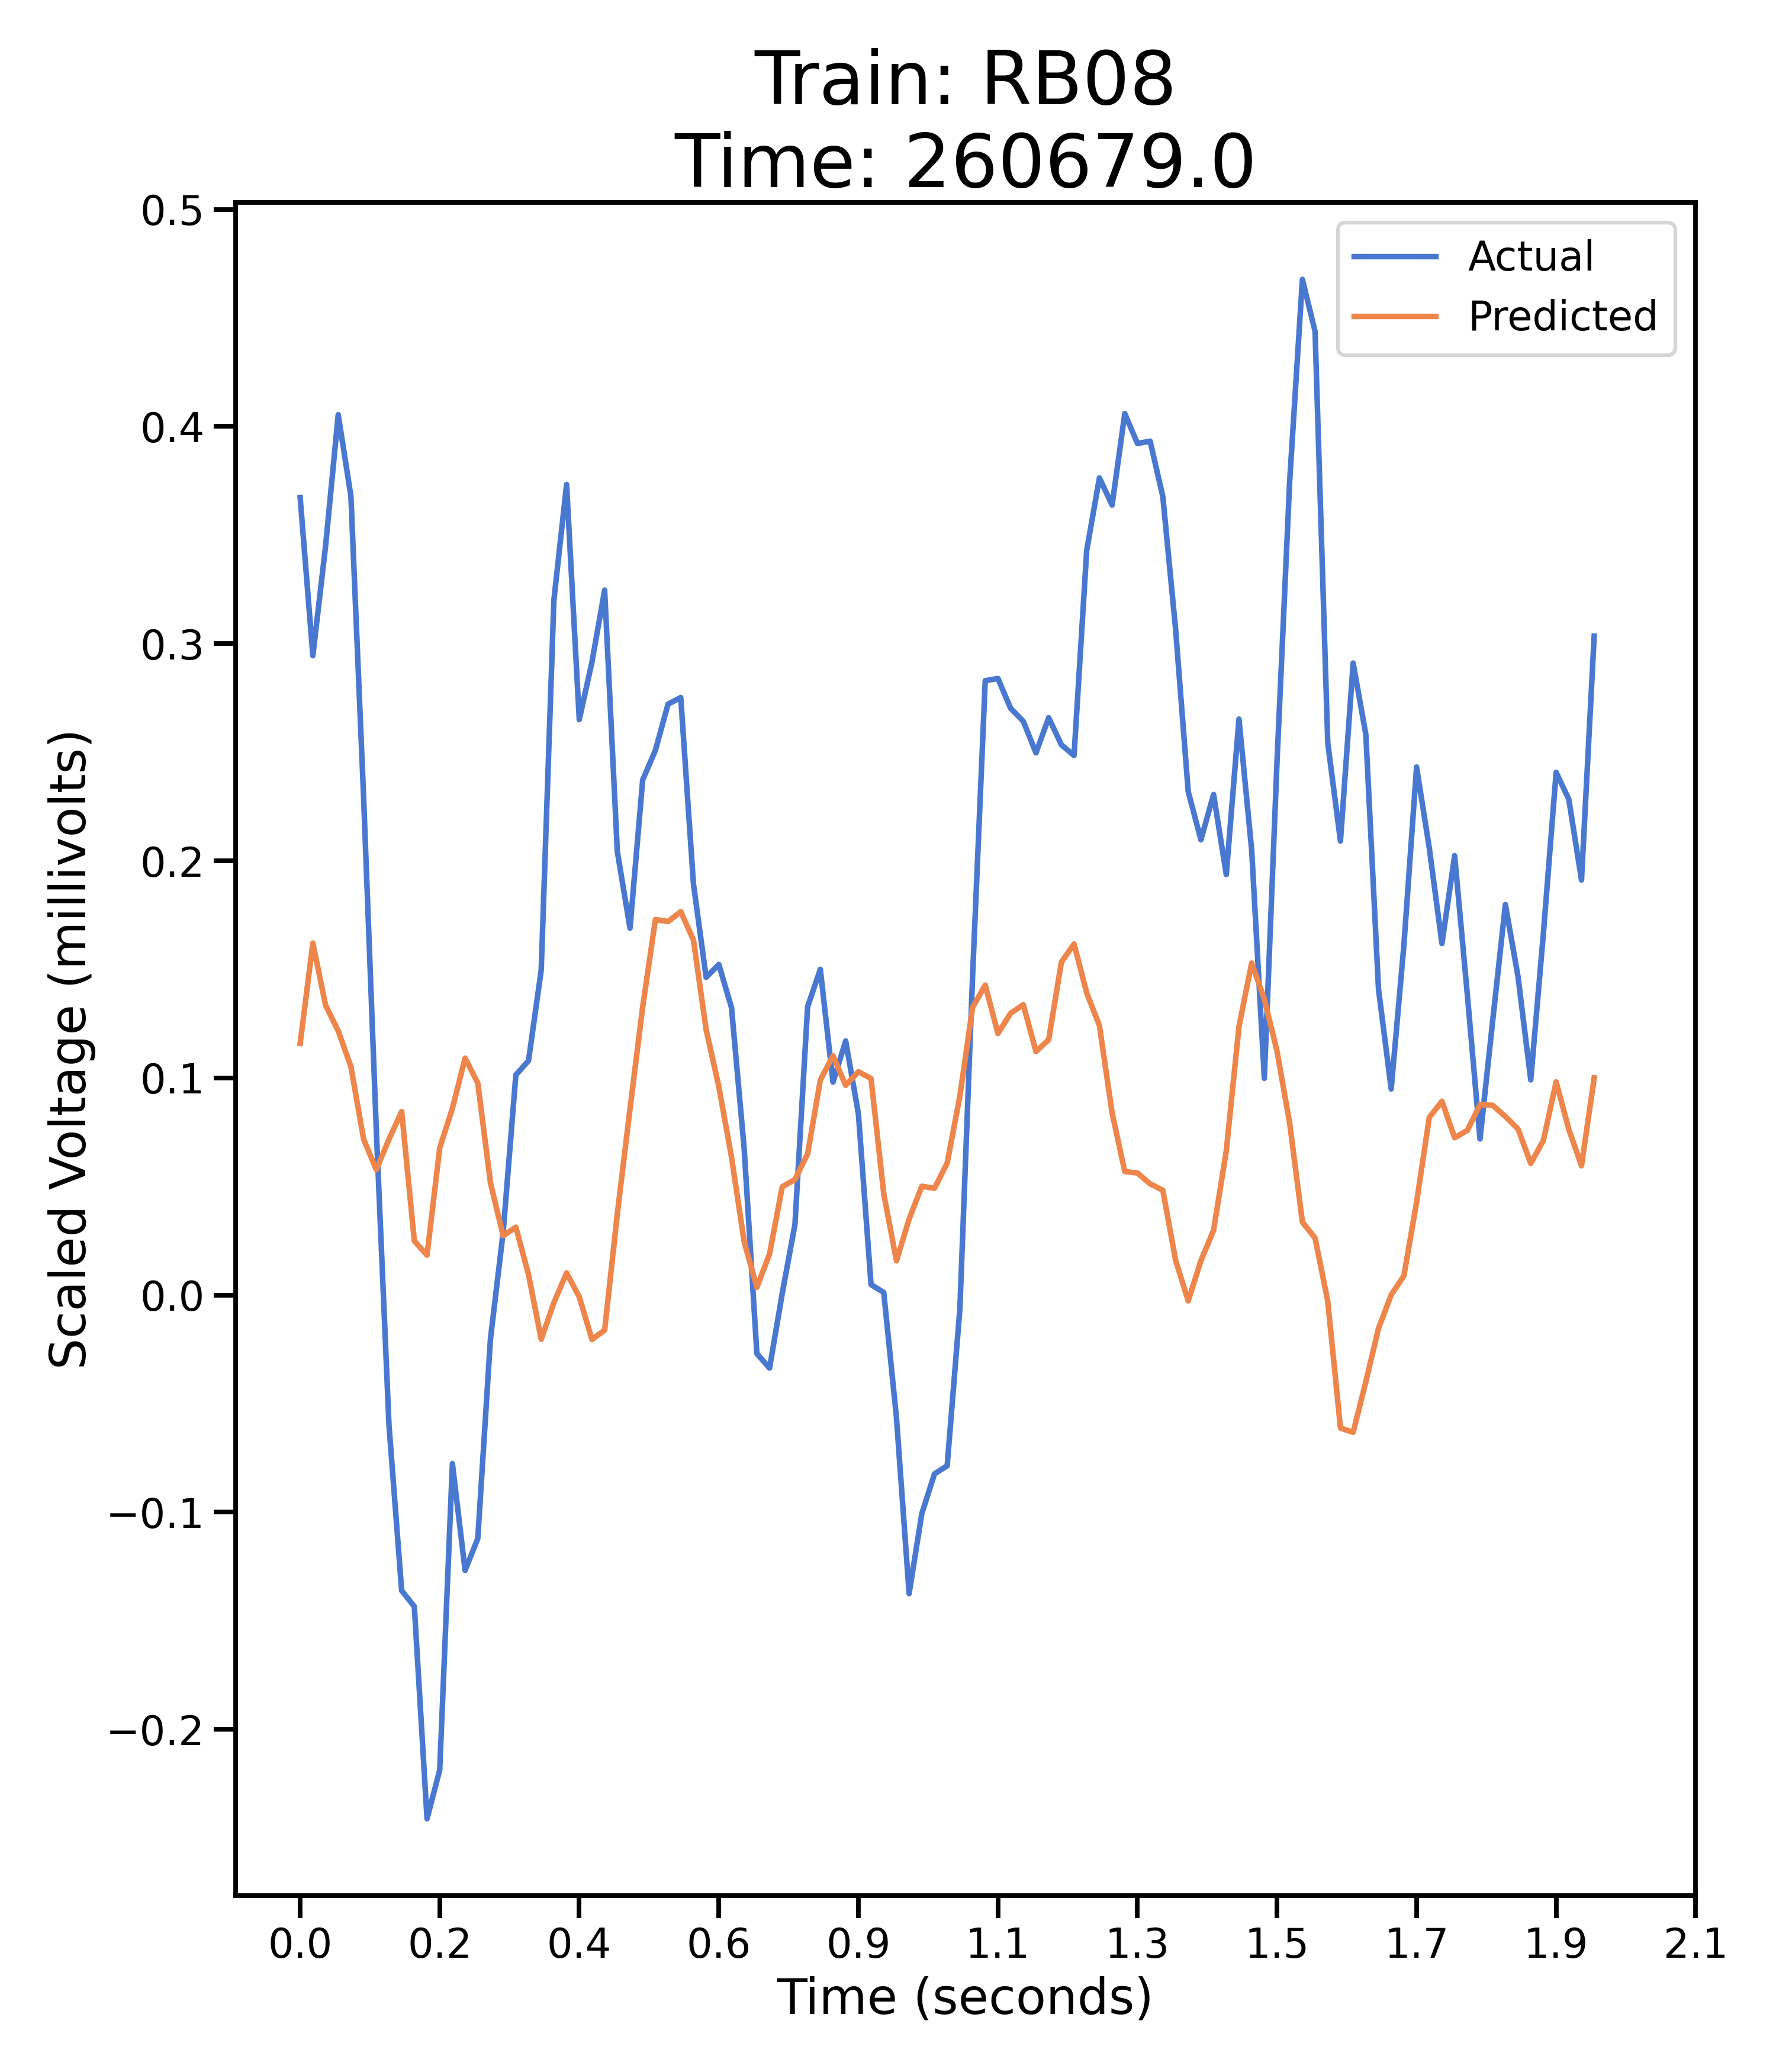 Train: RB08
Time: 260679.0
Actual
Predicted
Scaled Voltage (millivolts)
0.5
0.4
0.3
0.2
0.1
0.0
−0.1
−0.2
0.0 0.2 0.4 0.6 0.9 1.1 1.3 1.5 1.7 1.9 2.1
Time (seconds)